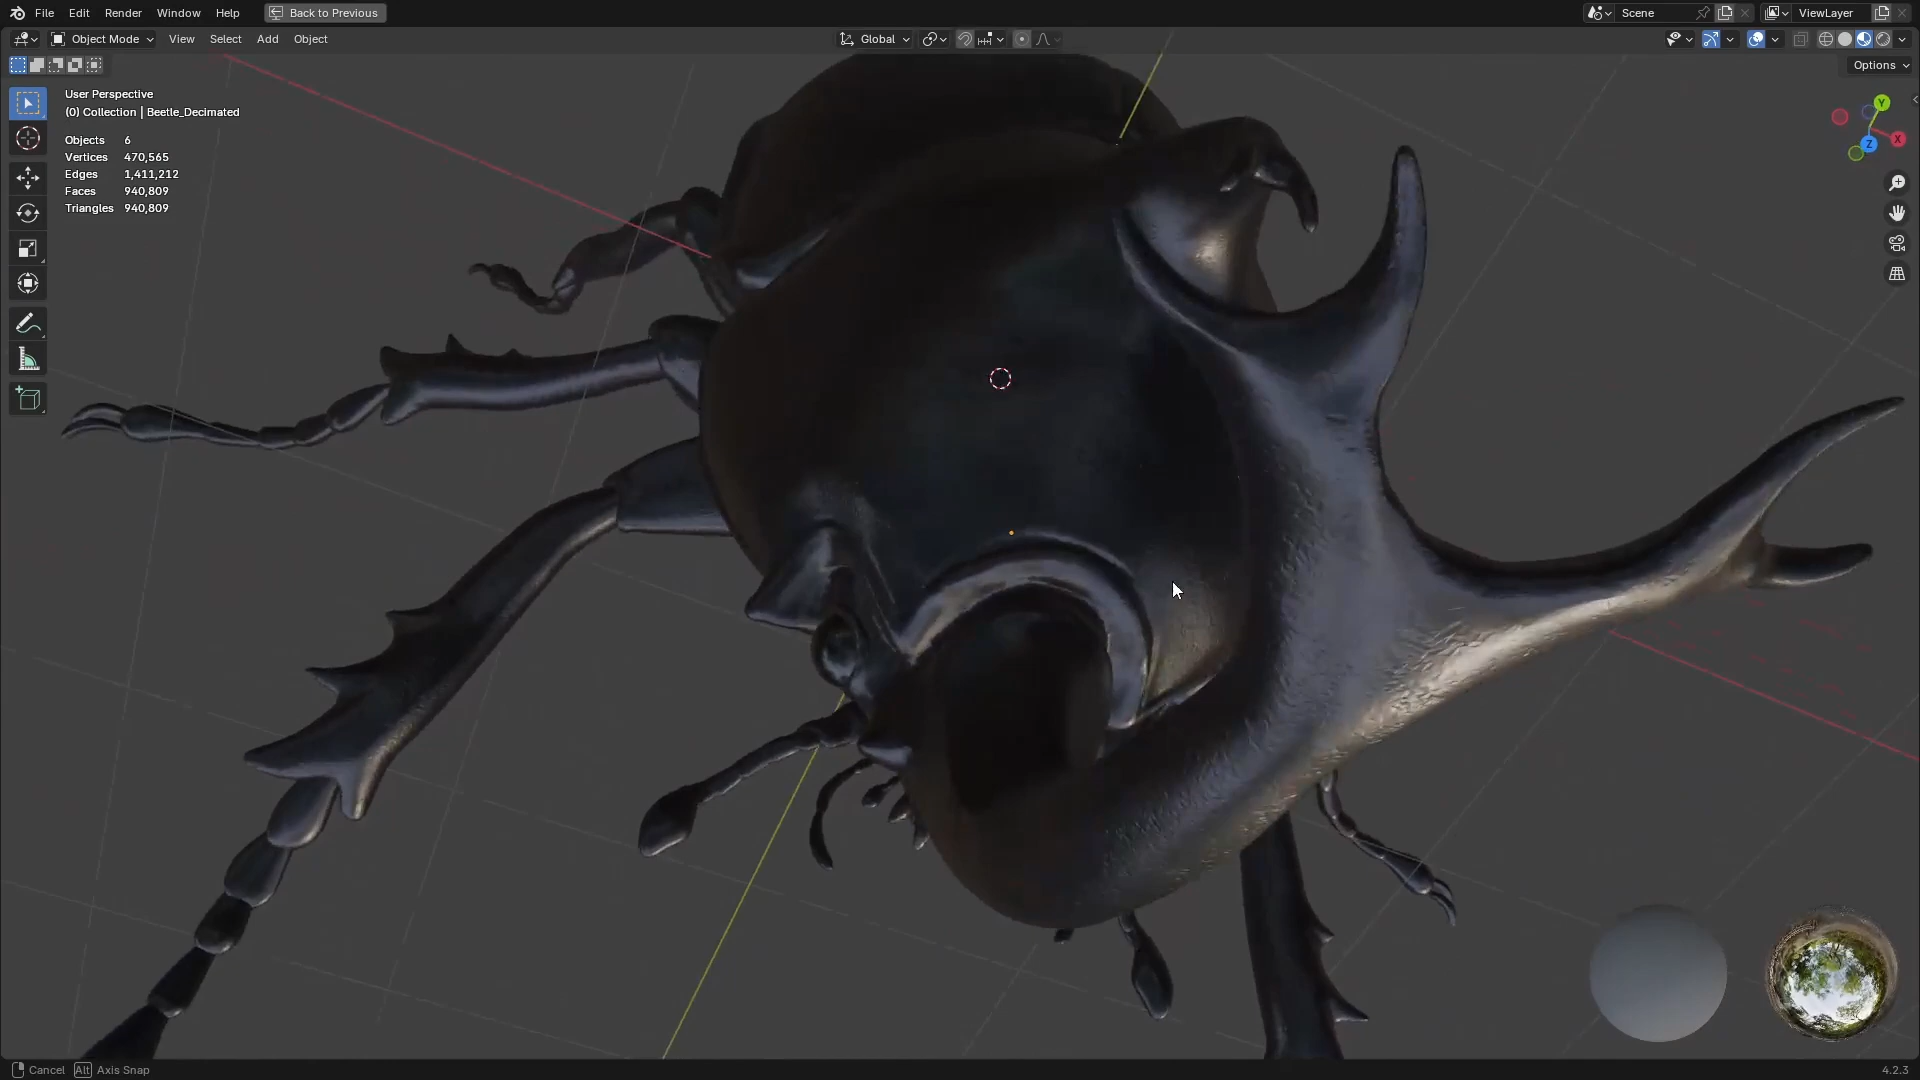 File Edit Render Window Help Back to Previous Scene ViewLayer
Object Mode View Select Add Object Global
Options
User Perspective
(0) Collection | Beetle_Decimated
Objects 6
Vertices 470,565
Edges 1,411,212
Faces 940,809
Triangles 940,809
Y
X
Z
Cancel Alt Axis Snap 4.2.3